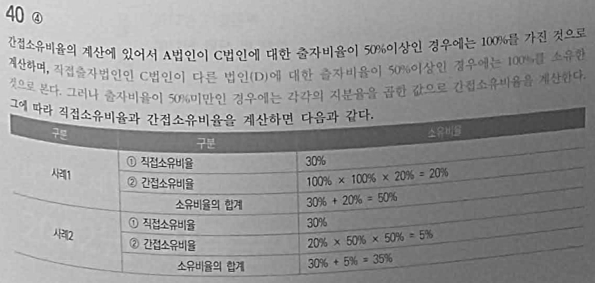 40 ④
간접소유비율의 계산에 있어서 A법인이 C법인에 대한 출자비율이 50%이상인 경우에는 100%를 가진 것으로
계산하며, 직접출자법인인 C법인이 다른 법인(D)에 대한 출자비율이 50%이상인 경우에는 100%를 소유한
것으로 본다. 그러나 출자비율이 50%미만인 경우에는 각각의 지분율을 곱한 값으로 간접소유비율을 계산한다.
그에 따라 직접소유비율과 간접소유비율을 계산하면 다음과 같다.
구분 구분 소유비율
사례1 ① 직접소유비율 30%
② 간접소유비율 100% × 100% × 20% = 20%
소유비율의 합계 30% + 20% = 50%
사례2 ① 직접소유비율 30%
② 간접소유비율 20% × 50% × 50% = 5%
소유비율의 합계 30% + 5% = 35%